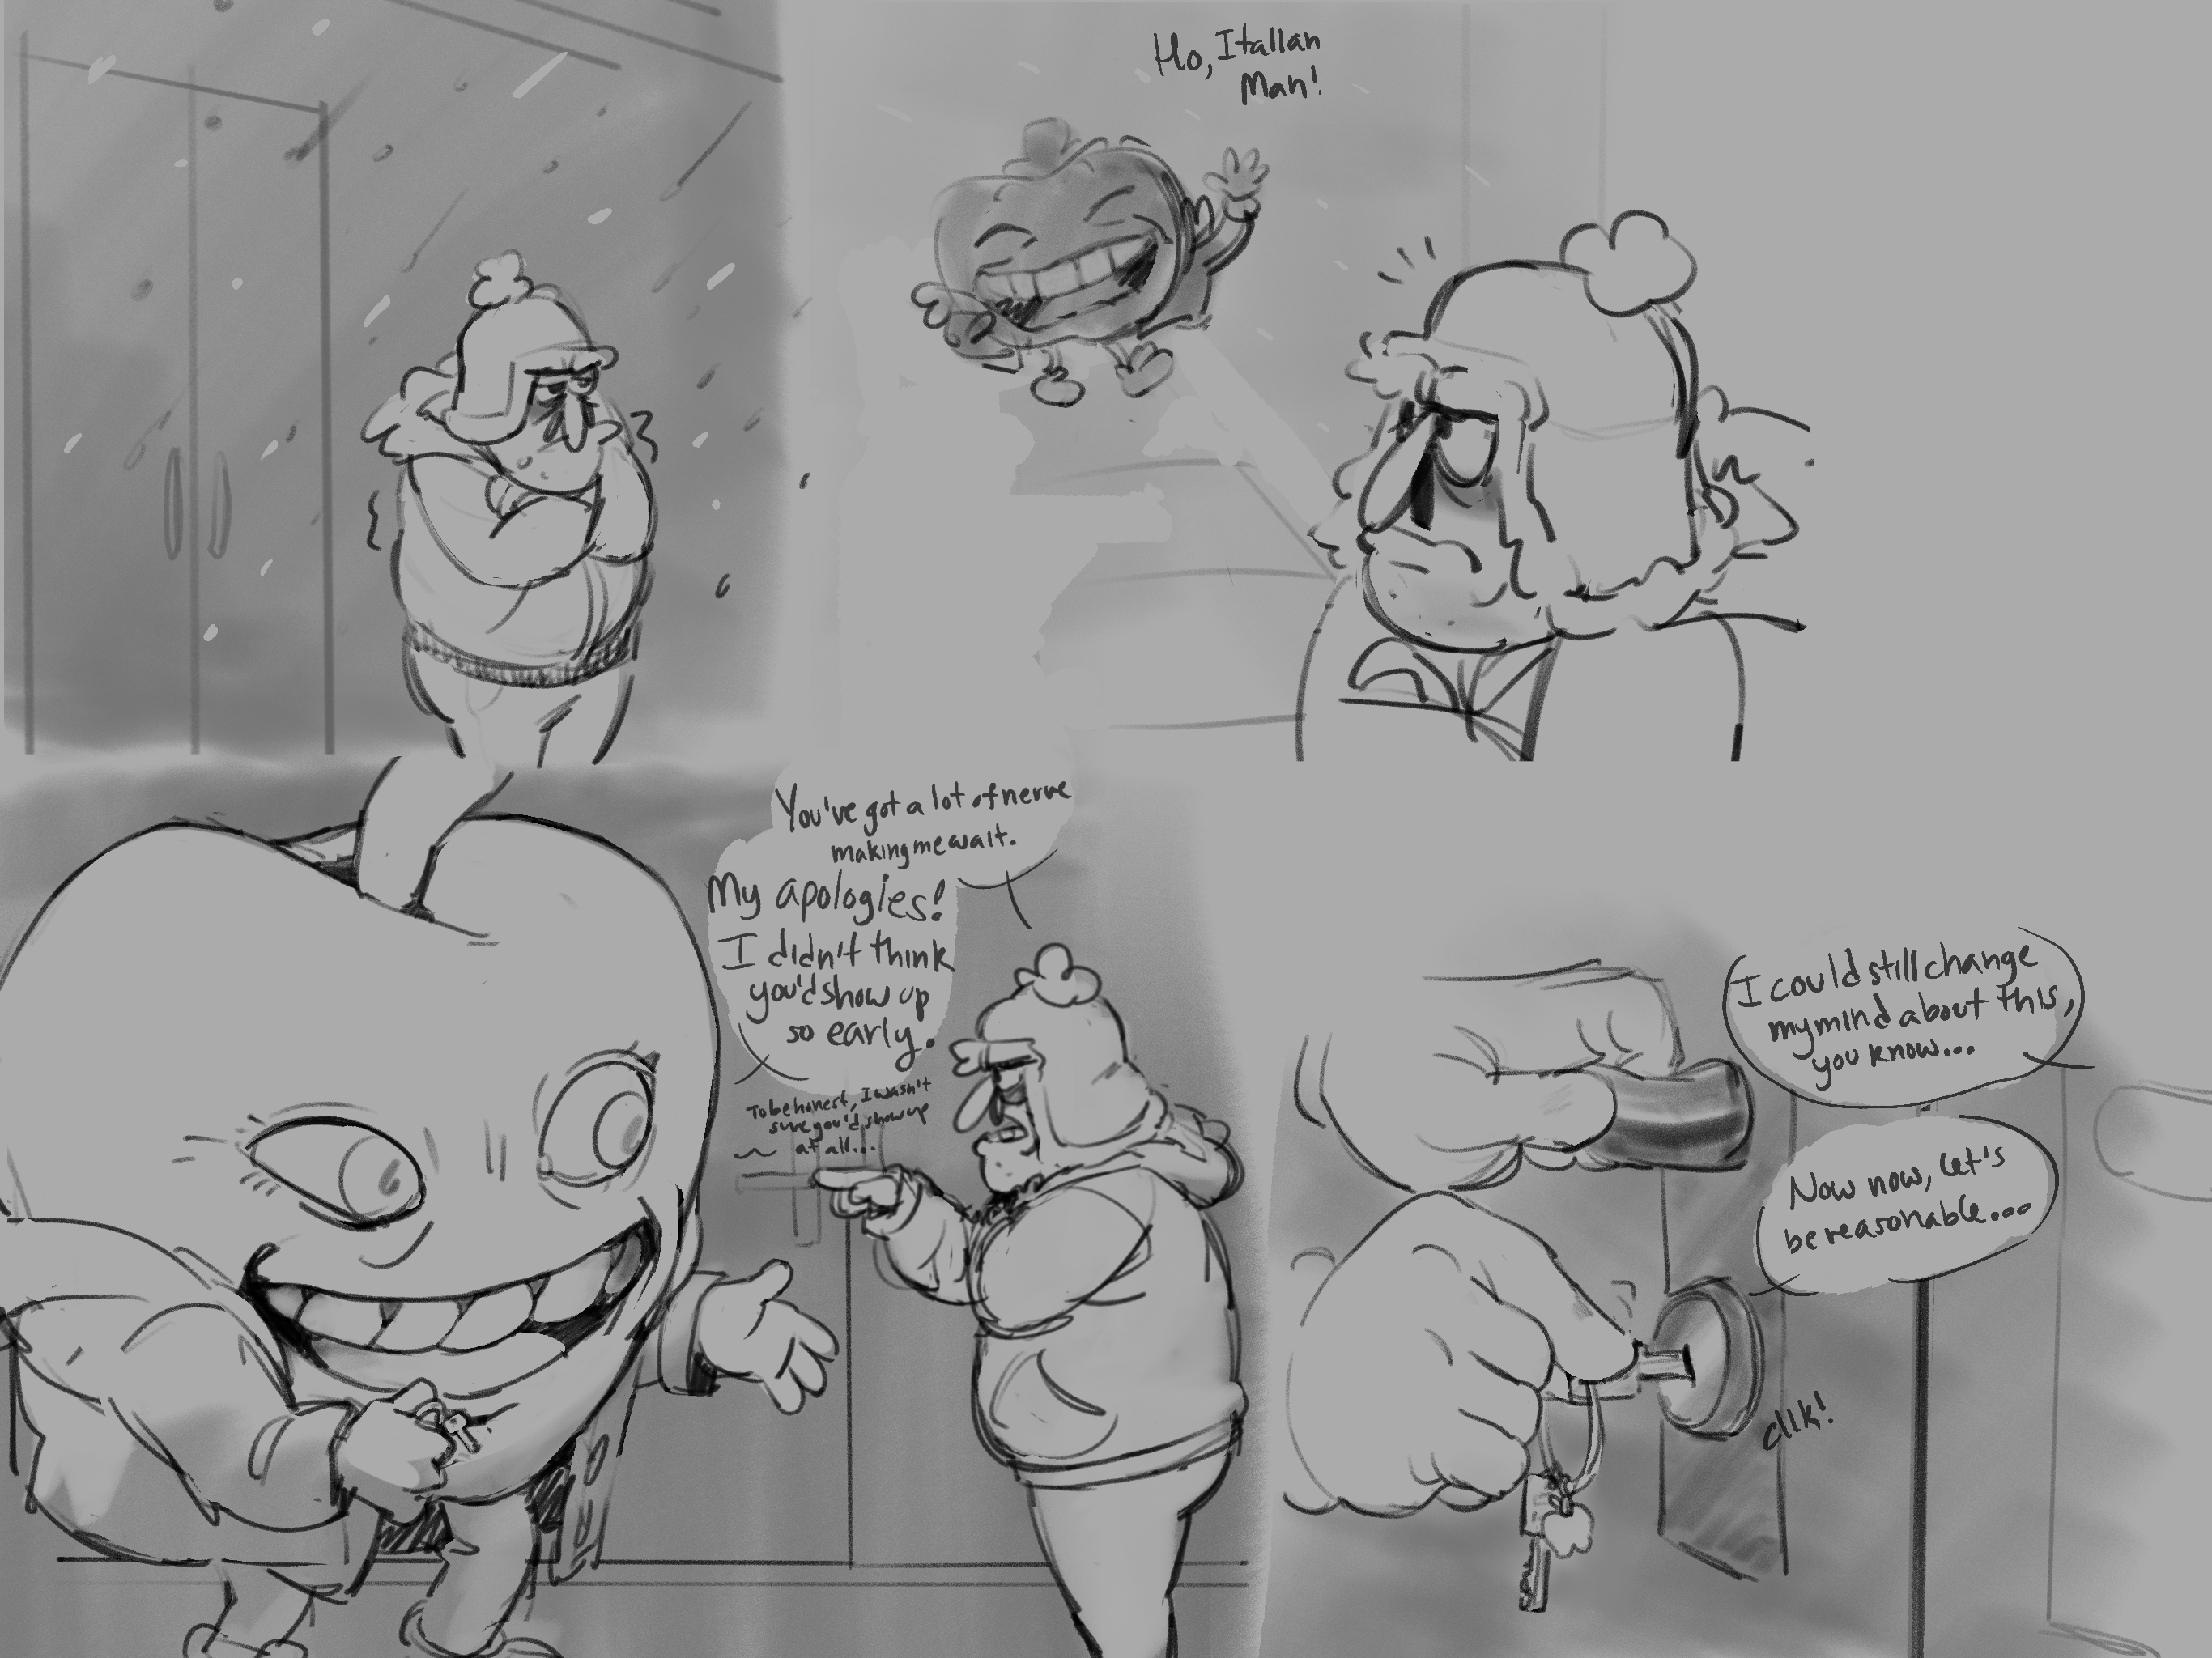 Ho, Italian
Man!
You've got a lot of nerve
making me wait.
My apologies!
I didn't think
you'd show up
so early.
To be honest, I wasn't
sure you'd show up
at all...
I could still change
my mind about this,
you know...
Now now, let's
be reasonable...
clik!